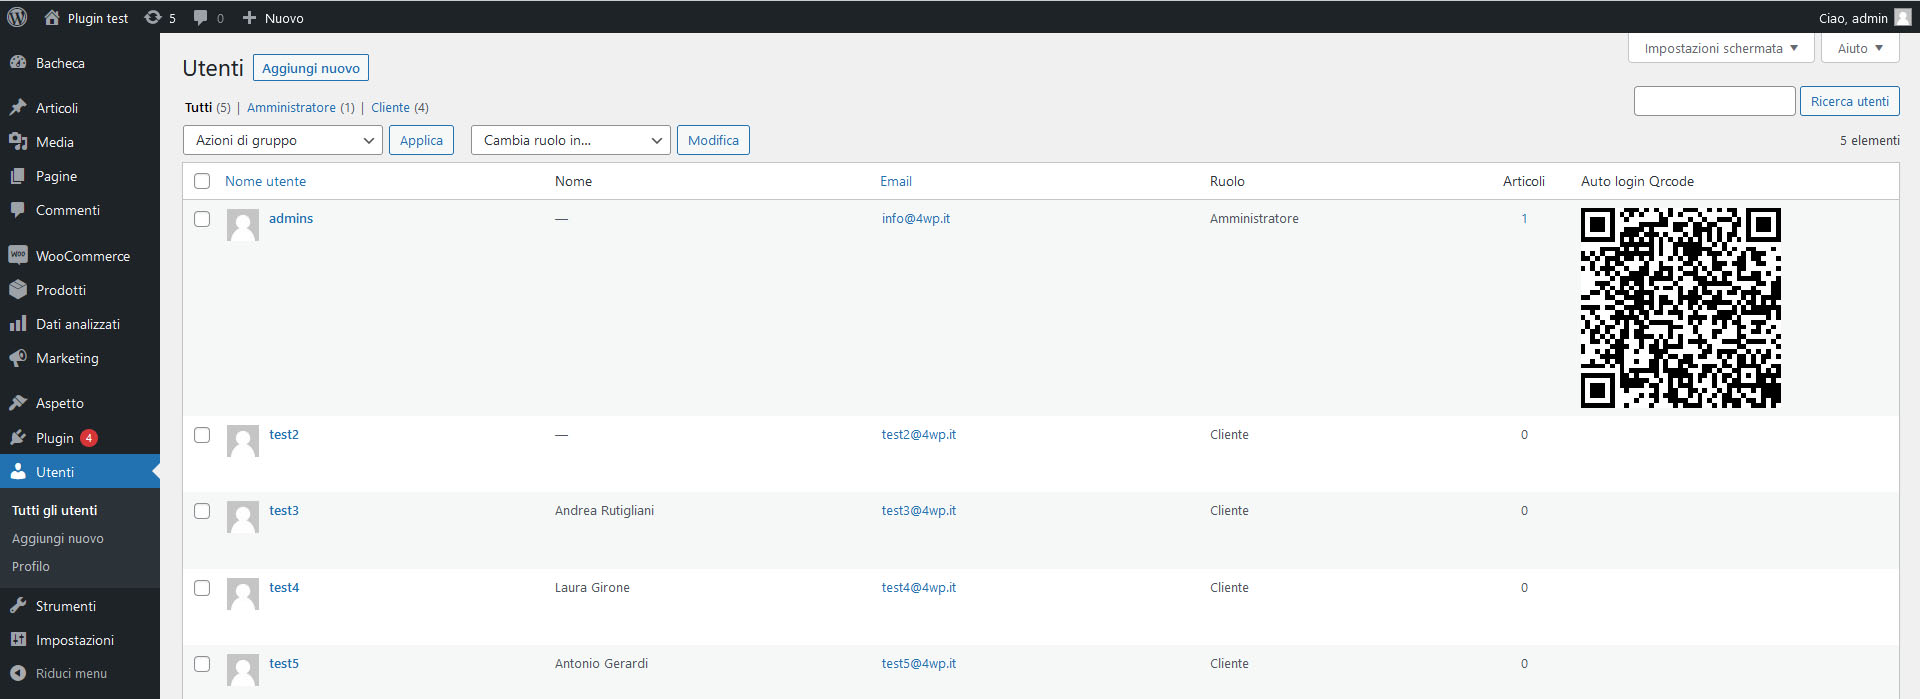 Plugin test 5 0 Nuovo Ciao, admin
Impostazioni schermata Aiuto
Bacheca
Articoli
Media
Pagine
Commenti
WOO WooCommerce
Prodotti
Dati analizzati
Marketing
Aspetto
Plugin 4
Utenti
Tutti gli utenti
Aggiungi nuovo
Profilo
Strumenti
Impostazioni
Riduci menu
Utenti Aggiungi nuovo
Tutti (5) | Amministratore (1) | Cliente (4)
Ricerca utenti
Azioni di gruppo Applica Cambia ruolo in... Modifica
5 elementi
Nome utente Nome Email Ruolo Articoli Auto login Qrcode
admins — info@4wp.it Amministratore 1
test2 — test2@4wp.it Cliente 0
test3 Andrea Rutigliani test3@4wp.it Cliente 0
test4 Laura Girone test4@4wp.it Cliente 0
test5 Antonio Gerardi test5@4wp.it Cliente 0